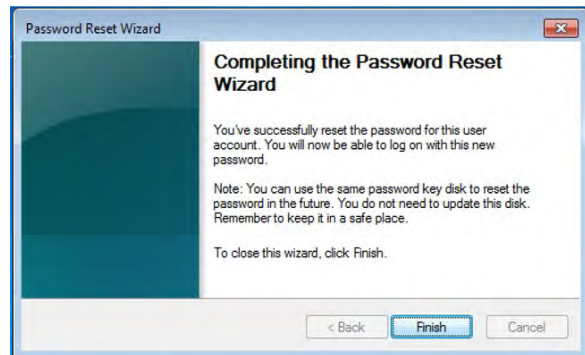 Password Reset Wizard
Completing the Password Reset
Wizard
You've successfully reset the password for this user
account. You will now be able to log on with this new
password.
Note: You can use the same password key disk to reset the
password in the future. You do not need to update this disk.
Remember to keep it in a safe place.
To close this wizard, click Finish.
< Back Finish Cancel